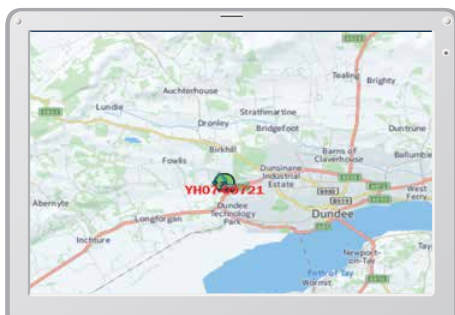 Tealing
Brighty
Auchterhouse
Lundie
Strathmartine
Dronley
Bridgefoot
Duntrune
Birkhill
Barns of
Claverhouse
Ballumbie
Fowlis
Dunsinane
Industrial
Estate
West
Ferry
Abernyte
Dundee
Technology
Park
Dundee
Longforgan
Inchture
Newport-
on-Tay
Tay
Firth of Tay
Wormit